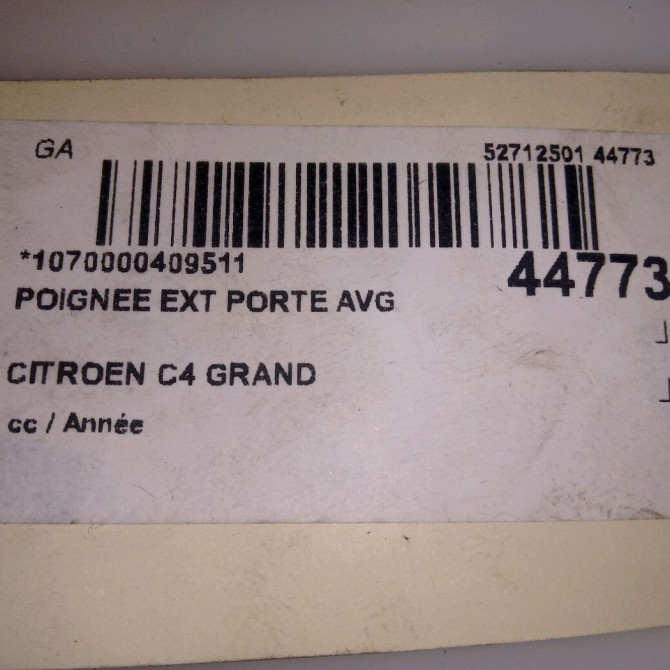 GA
52712501 44773
*1070000409511
44773
POIGNEE EXT PORTE AVG
CITROEN C4 GRAND
cc / Année